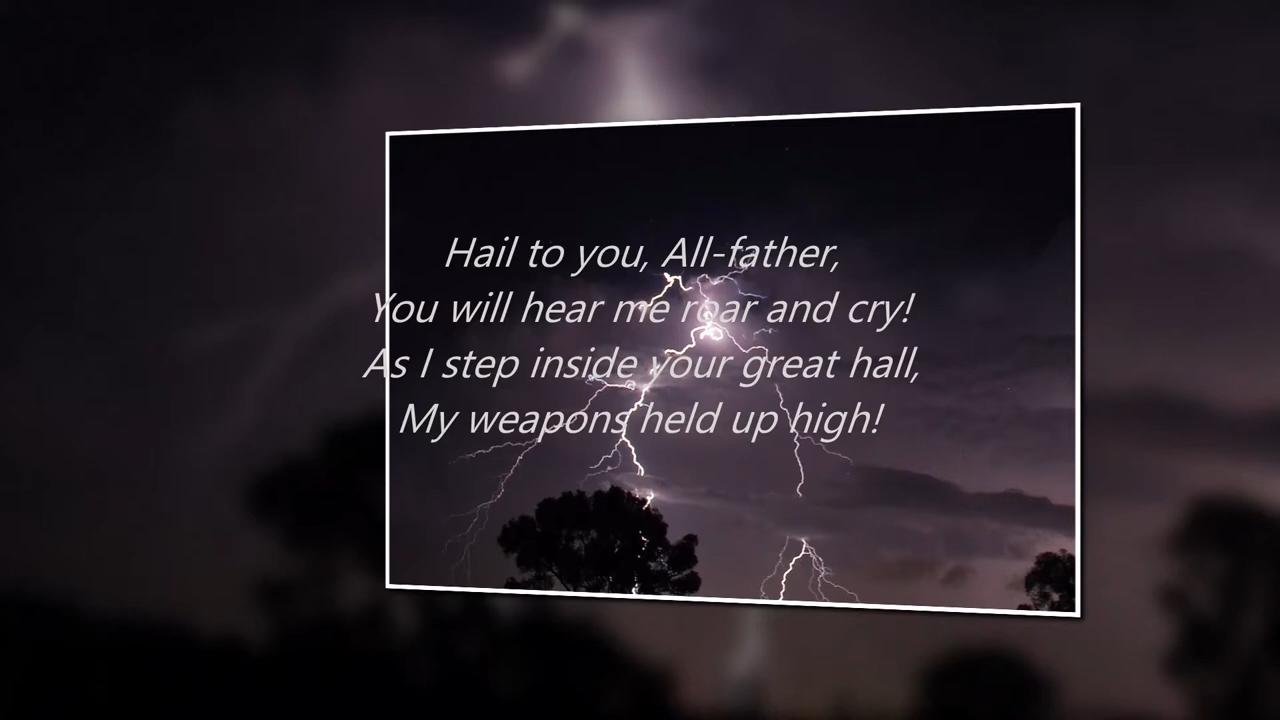 Hail to you, All-father,
You will hear me roar and cry!
As I step inside your great hall,
My weapons held up high!